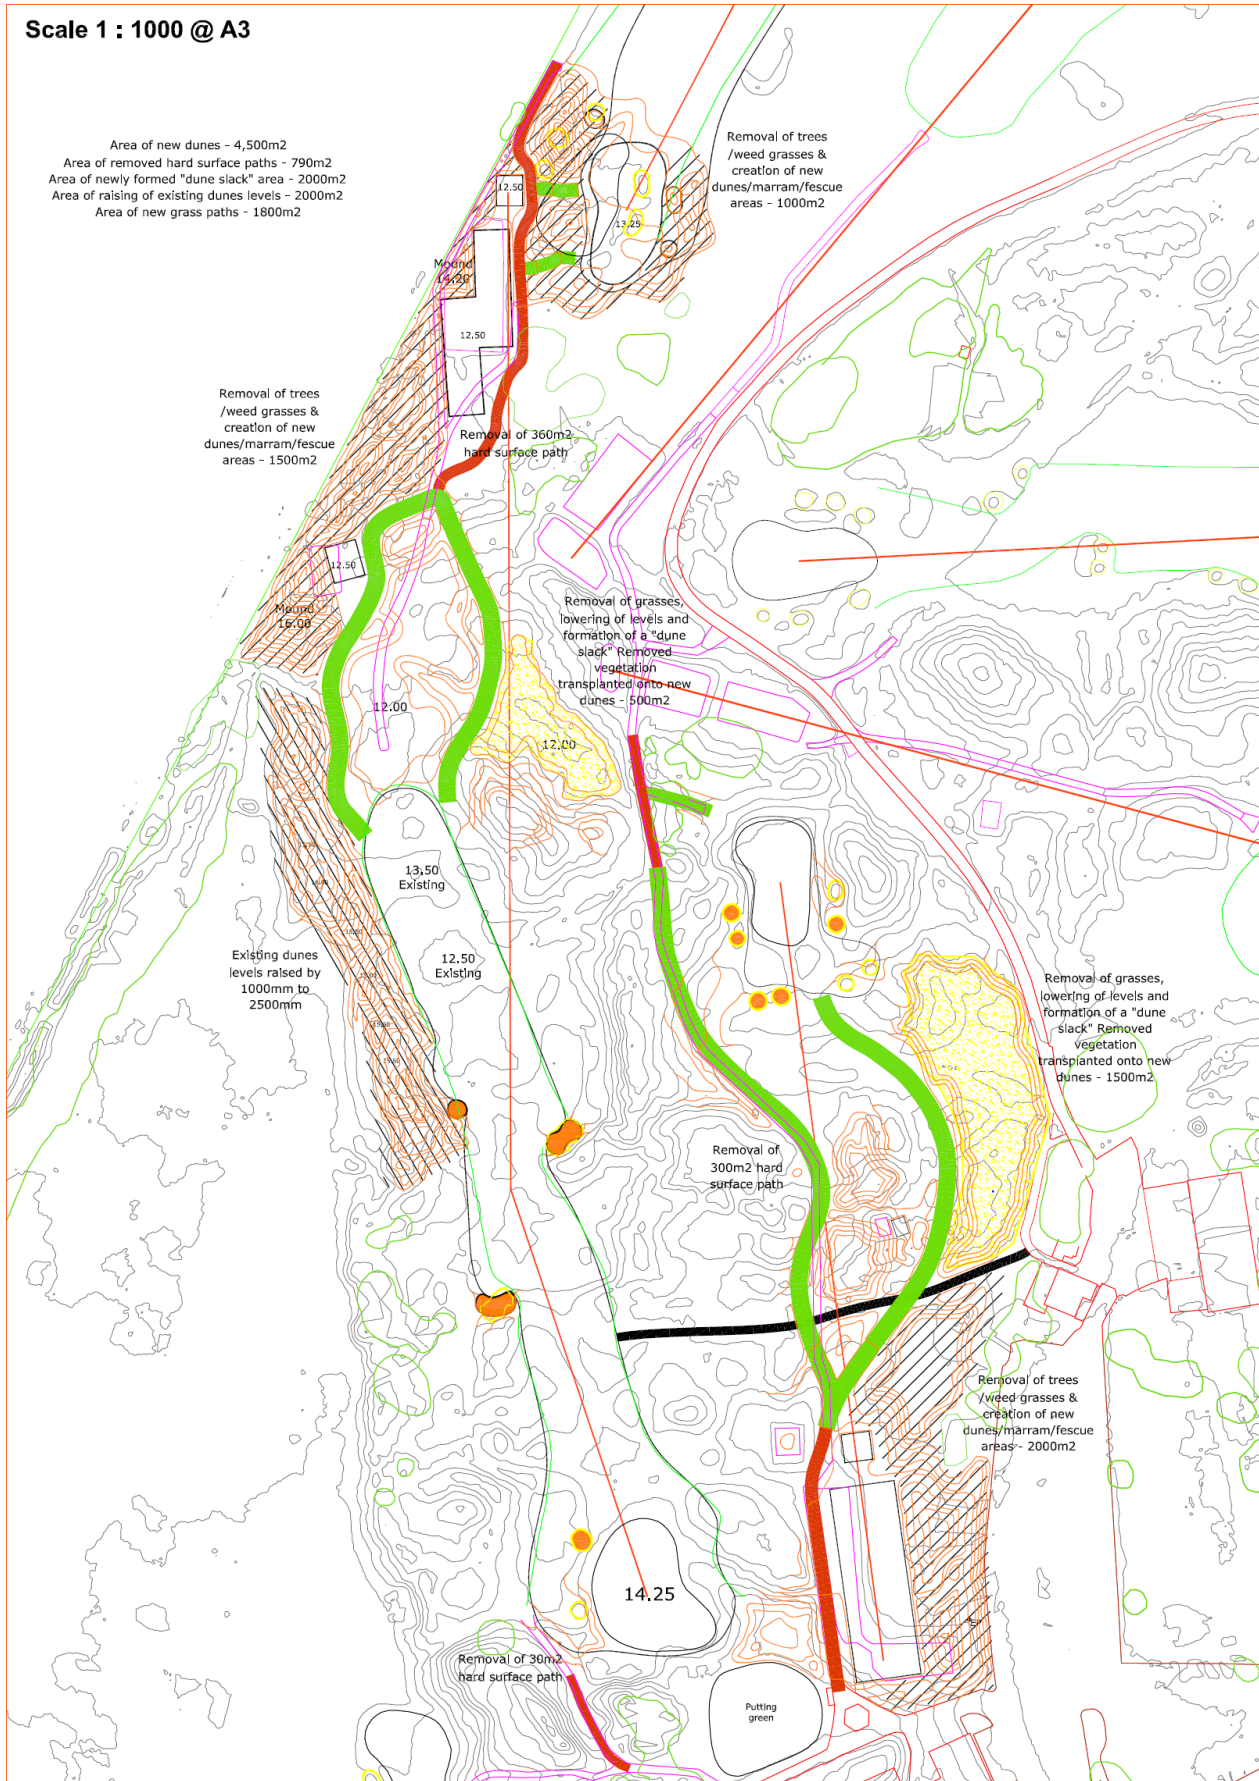 Scale 1 : 1000 @ A3
Area of new dunes - 4,500m2
Area of removed hard surface paths - 790m2
Area of newly formed "dune slack" area - 2000m2
Area of raising of existing dunes levels - 2000m2
Area of new grass paths - 1800m2
Removal of trees
/weed grasses &
creation of new
dunes/marram/fescue
areas - 1000m2
12.50
13.25
Mound
14.20
12.50
Removal of trees
/weed grasses &
creation of new
dunes/marram/fescue
areas - 1500m2
Removal of 360m2
hard surface path
12.50
Mound
16.00
Removal of grasses,
lowering of levels and
formation of a "dune
slack" Removed
vegetation
transplanted onto new
dunes - 500m2
12.00
12.00
13.50
Existing
12.50
Existing
Existing dunes
levels raised by
1000mm to
2500mm
15.50
Removal of grasses,
lowering of levels and
formation of a "dune
slack" Removed
vegetation
transplanted onto new
dunes - 1500m2
Removal of
300m2 hard
surface path
Removal of trees
/weed grasses &
creation of new
dunes/marram/fescue
areas - 2000m2
14.25
Removal of 30m2
hard surface path
Putting
green